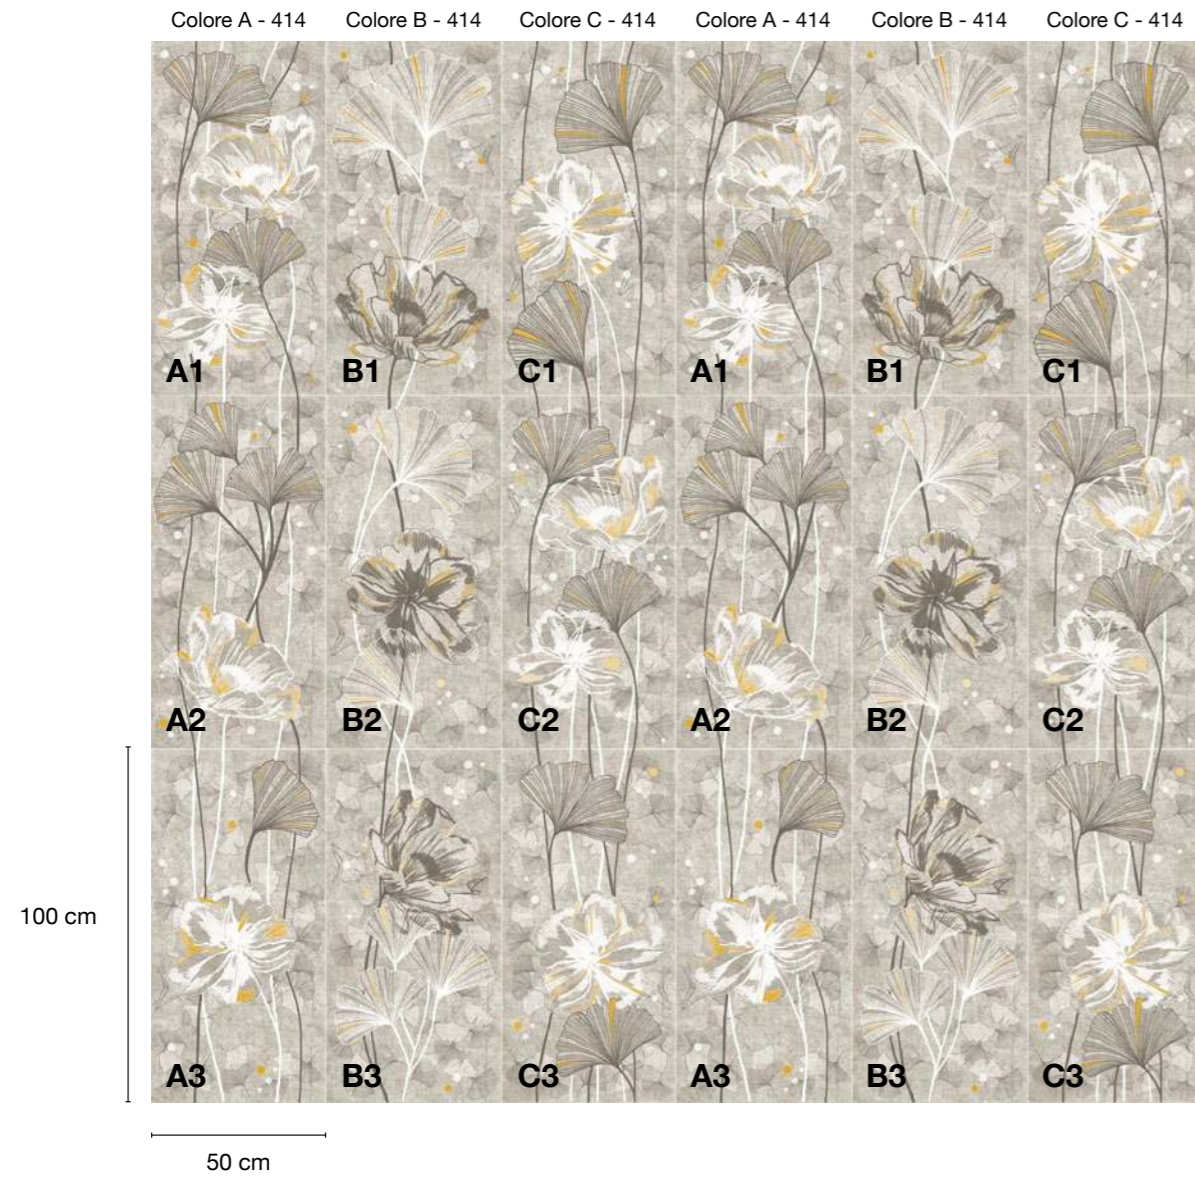 Colore A - 414 Colore B - 414 Colore C - 414 Colore A - 414 Colore B - 414 Colore C - 414
A1 B1 C1 A1 B1 C1
A2 B2 C2 A2 B2 C2
100 cm
A3 B3 C3 A3 B3 C3
50 cm